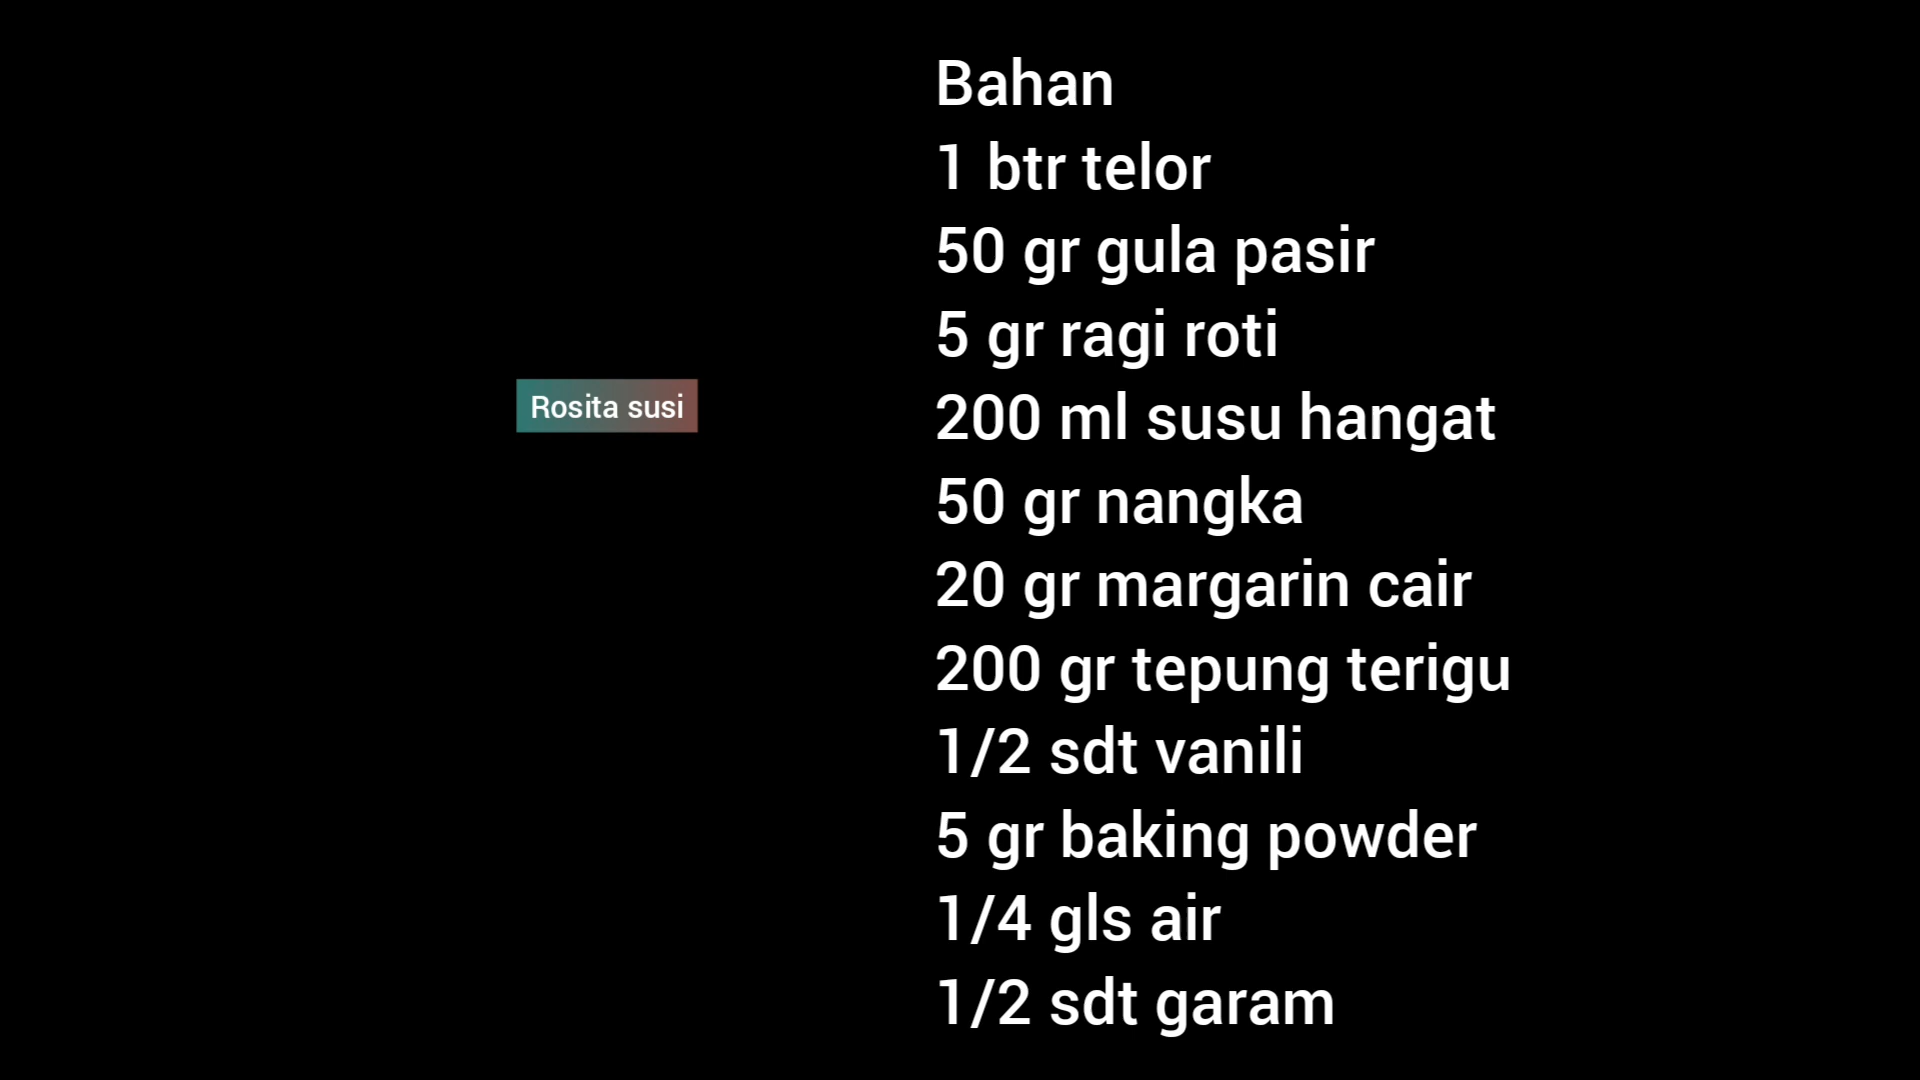 Bahan
1 btr telor
50 gr gula pasir
5 gr ragi roti
Rosita susi
200 ml susu hangat
50 gr nangka
20 gr margarin cair
200 gr tepung terigu
1/2 sdt vanili
5 gr baking powder
1/4 gls air
1/2 sdt garam